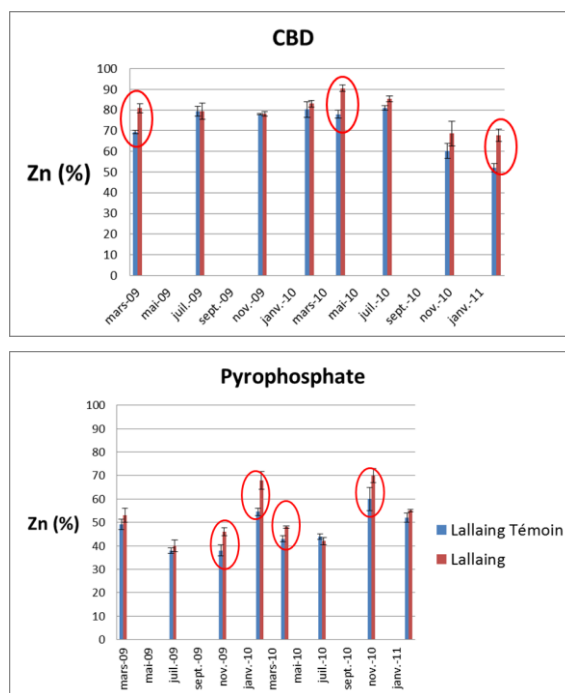 CBD
100
90
80
70
60
50
40
30
20
10
0
Zn (%)
mars-09
mai-09
juil.-09
sept.-09
nov.-09
janv.-10
mars-10
mai-10
juil.-10
sept.-10
nov.-10
janv.-11
Pyrophosphate
100
90
80
70
60
50
40
30
20
10
0
Zn (%)
mars-09
mai-09
juil.-09
sept.-09
nov.-09
janv.-10
mars-10
mai-10
juil.-10
sept.-10
nov.-10
janv.-11
Lallaing Témoin
Lallaing